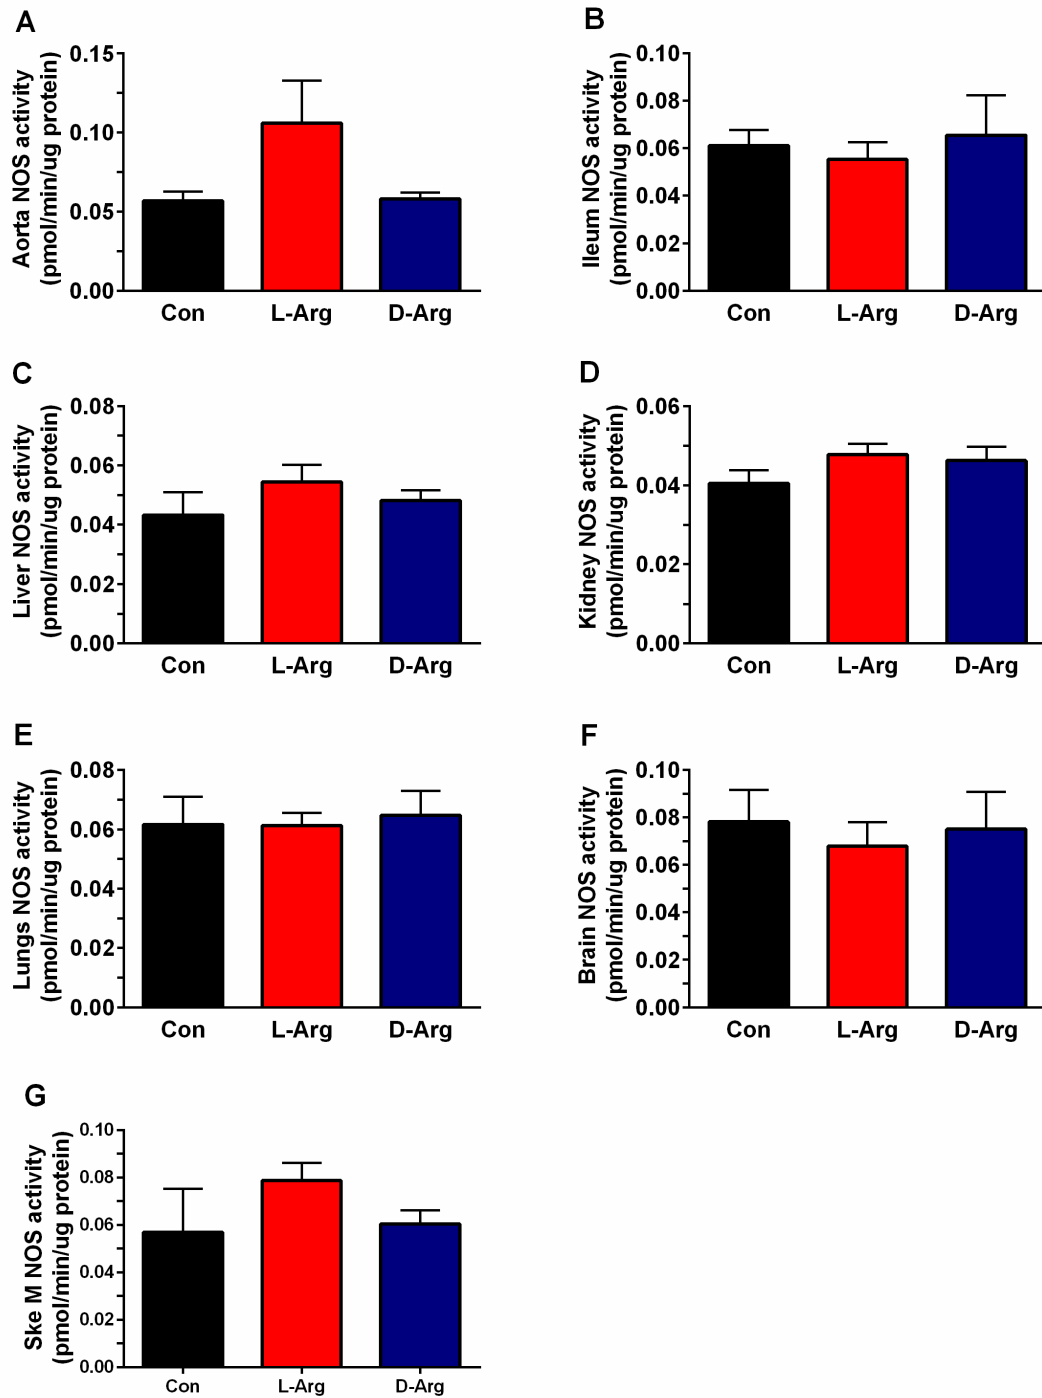 A
Aorta NOS activity
(pmol/min/ug protein)
0.15
0.10
0.05
0.00
Con L-Arg D-Arg
B
Ileum NOS activity
(pmol/min/ug protein)
0.10
0.08
0.06
0.04
0.02
0.00
Con L-Arg D-Arg
C
Liver NOS activity
(pmol/min/ug protein)
0.08
0.06
0.04
0.02
0.00
Con L-Arg D-Arg
D
Kidney NOS activity
(pmol/min/ug protein)
0.06
0.04
0.02
0.00
Con L-Arg D-Arg
E
Lungs NOS activity
(pmol/min/ug protein)
0.08
0.06
0.04
0.02
0.00
Con L-Arg D-Arg
F
Brain NOS activity
(pmol/min/ug protein)
0.10
0.08
0.06
0.04
0.02
0.00
Con L-Arg D-Arg
G
Ske M NOS activity
(pmol/min/ug protein)
0.10
0.08
0.06
0.04
0.02
0.00
Con L-Arg D-Arg